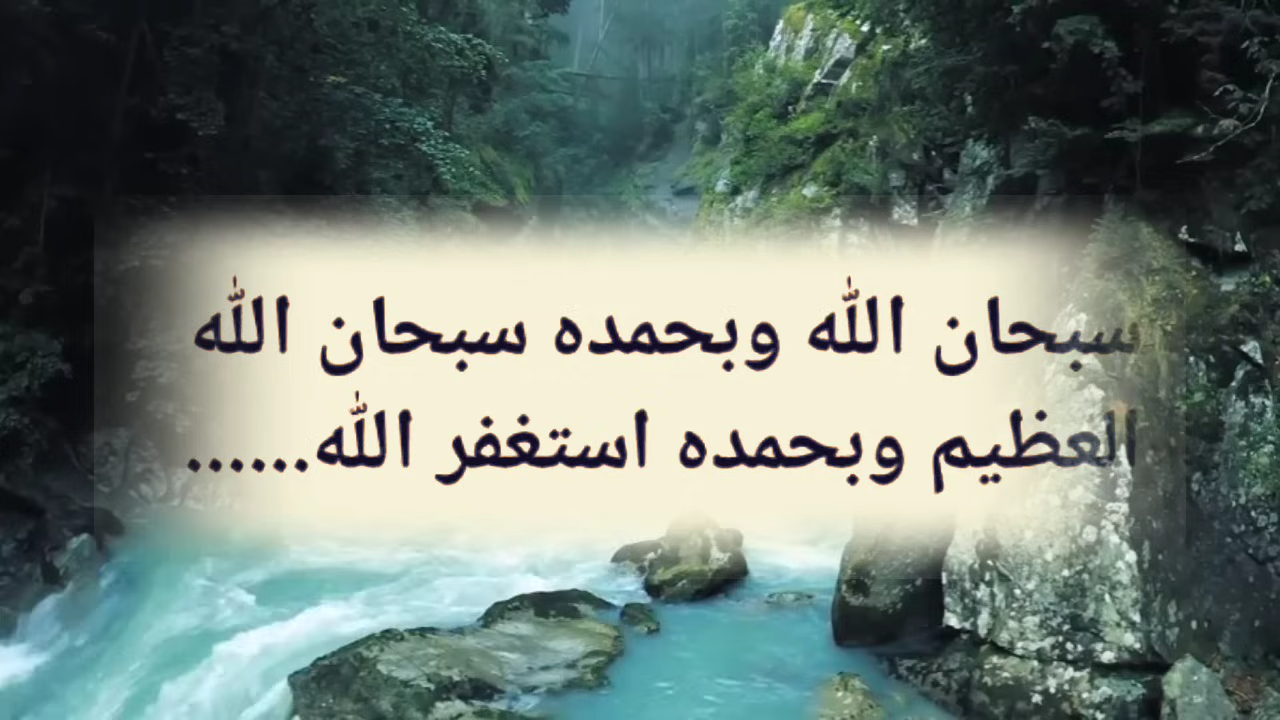 سبحان الله وبحمده سبحان الله
العظيم وبحمده استغفر الله......